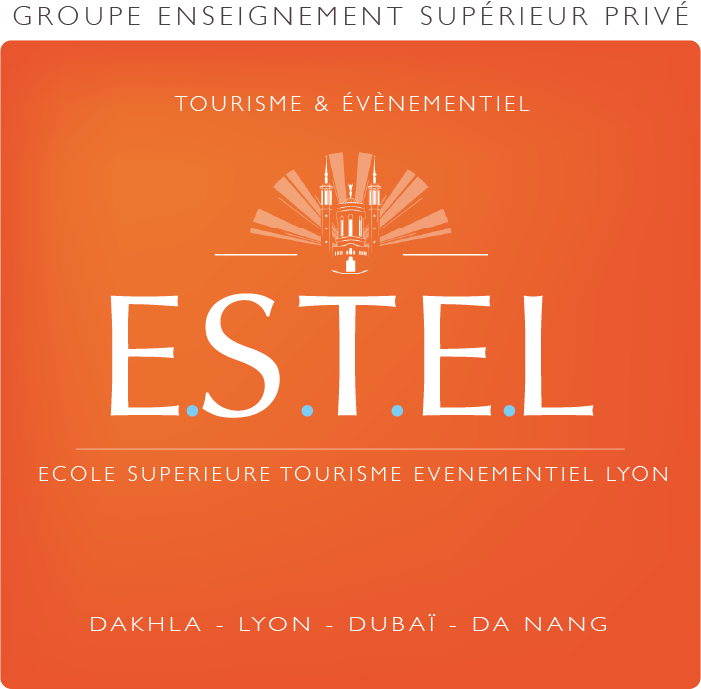 GROUPE ENSEIGNEMENT SUPÉRIEUR PRIVÉ
TOURISME & ÉVÈNEMENTIEL
E.S.T.E.L
ECOLE SUPERIEURE TOURISME EVENEMENTIEL LYON
DAKHLA - LYON - DUBAÏ - DA NANG